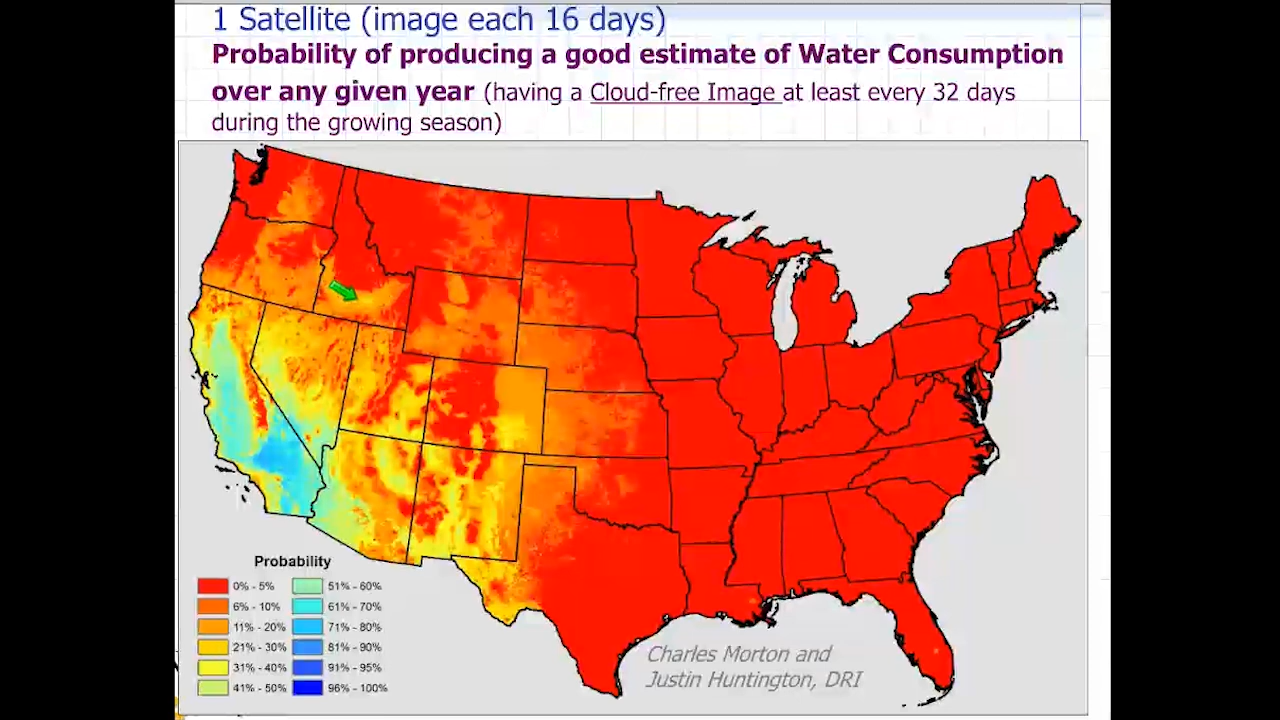 1 Satellite (image each 16 days)
Probability of producing a good estimate of Water Consumption
over any given year (having a Cloud-free Image at least every 32 days
during the growing season)
Probability
0% - 5%
6% - 10%
11% - 20%
21% - 30%
31% - 40%
41% - 50%
51% - 60%
61% - 70%
71% - 80%
81% - 90%
91% - 95%
96% - 100%
Charles Morton and
Justin Huntington, DRI